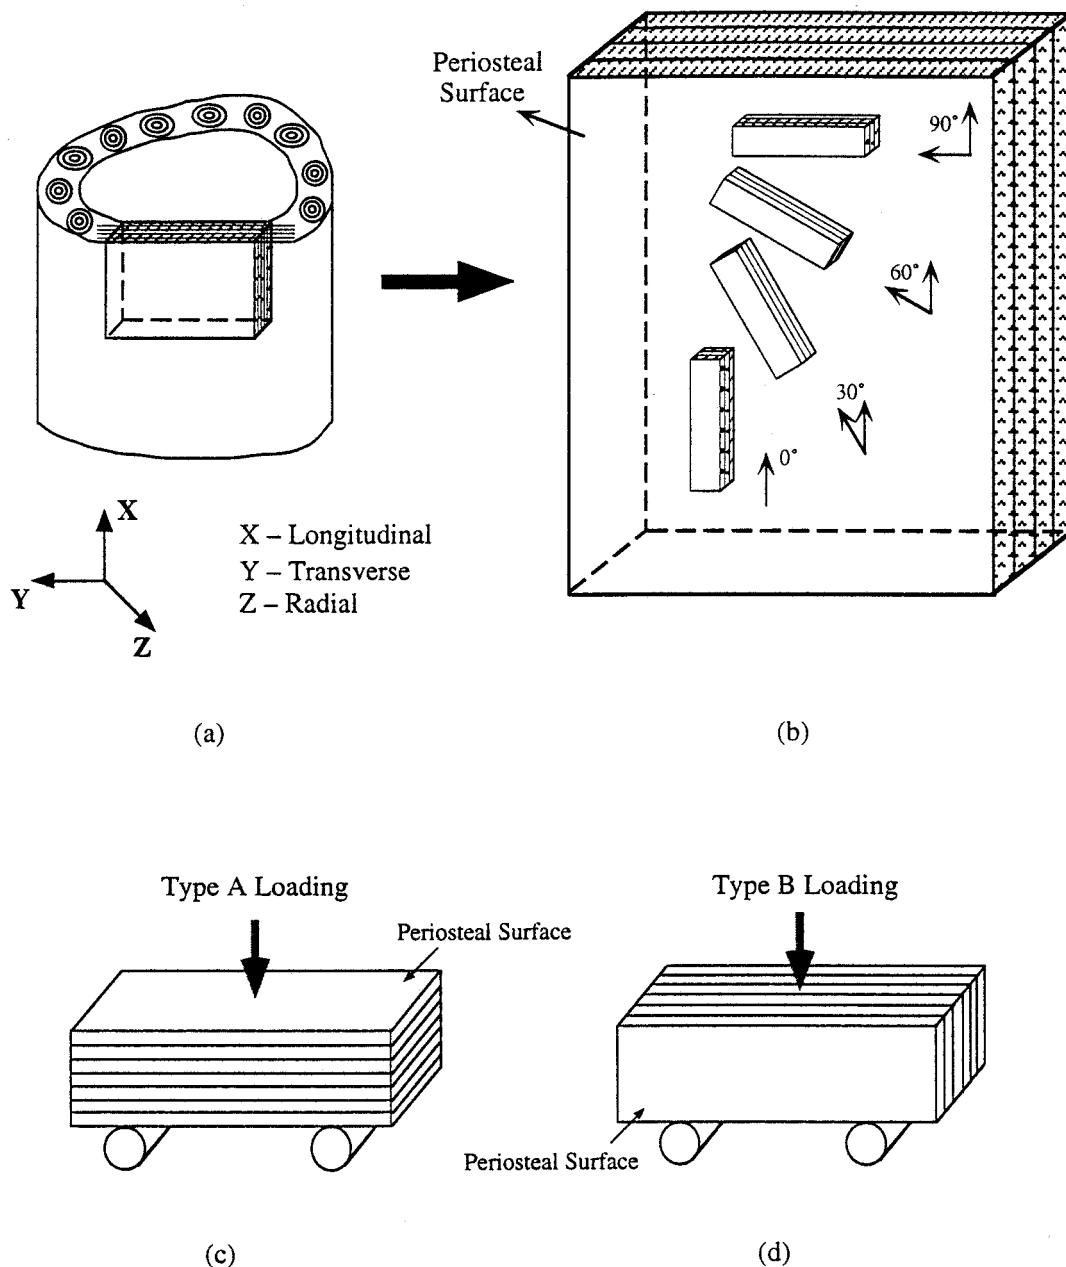 Periosteal
Surface
90°
60°
30°
0°
X
Y
Z
X – Longitudinal
Y – Transverse
Z – Radial
(a)
(b)
Type A Loading
Periosteal Surface
Type B Loading
Periosteal Surface
(c)
(d)